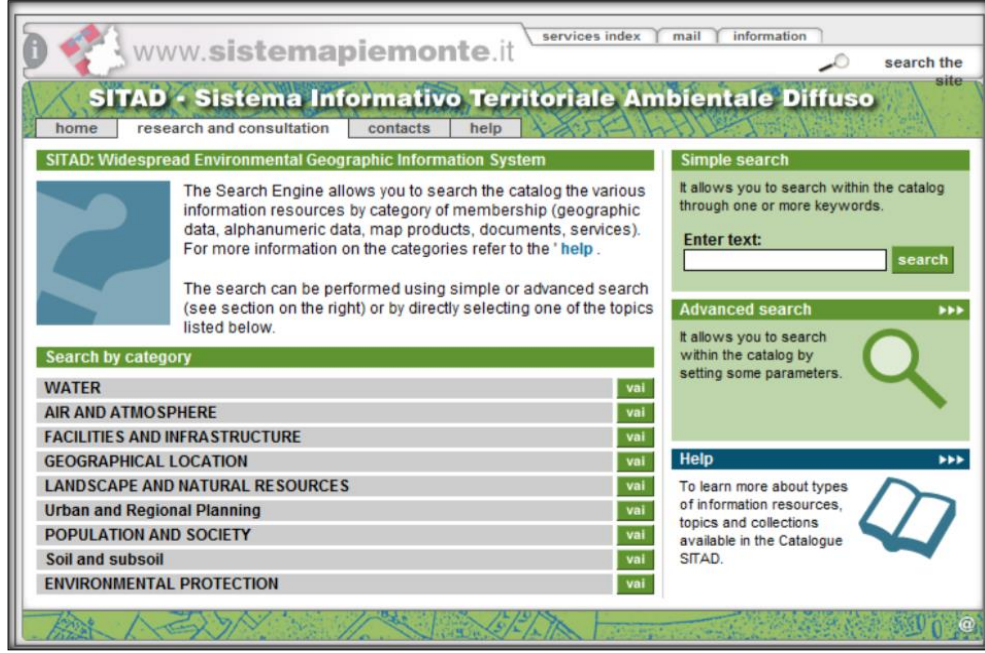 services index mail information
www.sistemapiemonte.it
search the
site
SITAD - Sistema Informativo Territoriale Ambientale Diffuso
home research and consultation contacts help
SITAD: Widespread Environmental Geographic Information System
The Search Engine allows you to search the catalog the various
information resources by category of membership (geographic
data, alphanumeric data, map products, documents, services).
For more information on the categories refer to the ' help .
The search can be performed using simple or advanced search
(see section on the right) or by directly selecting one of the topics
listed below.
Search by category
WATER vai
AIR AND ATMOSPHERE vai
FACILITIES AND INFRASTRUCTURE vai
GEOGRAPHICAL LOCATION vai
LANDSCAPE AND NATURAL RESOURCES vai
Urban and Regional Planning vai
POPULATION AND SOCIETY vai
Soil and subsoil vai
ENVIRONMENTAL PROTECTION vai
Simple search
It allows you to search within the catalog
through one or more keywords.
Enter text:
search
Advanced search
It allows you to search
within the catalog by
setting some parameters.
Help
To learn more about types
of information resources,
topics and collections
available in the Catalogue
SITAD.
@